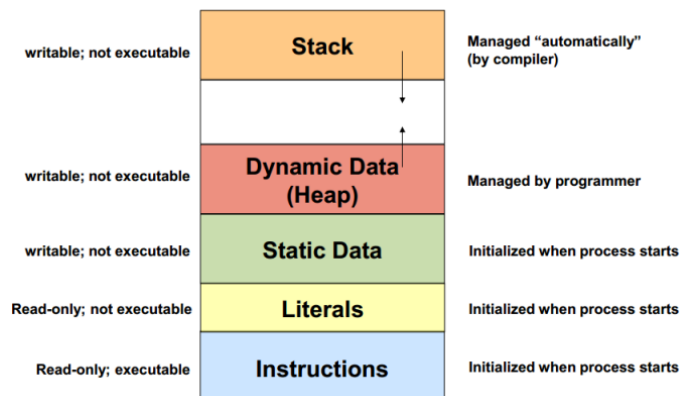 writable; not executable
Stack
Managed “automatically”
(by compiler)
writable; not executable
Dynamic Data
(Heap)
Managed by programmer
writable; not executable
Static Data
Initialized when process starts
Read-only; not executable
Literals
Initialized when process starts
Read-only; executable
Instructions
Initialized when process starts